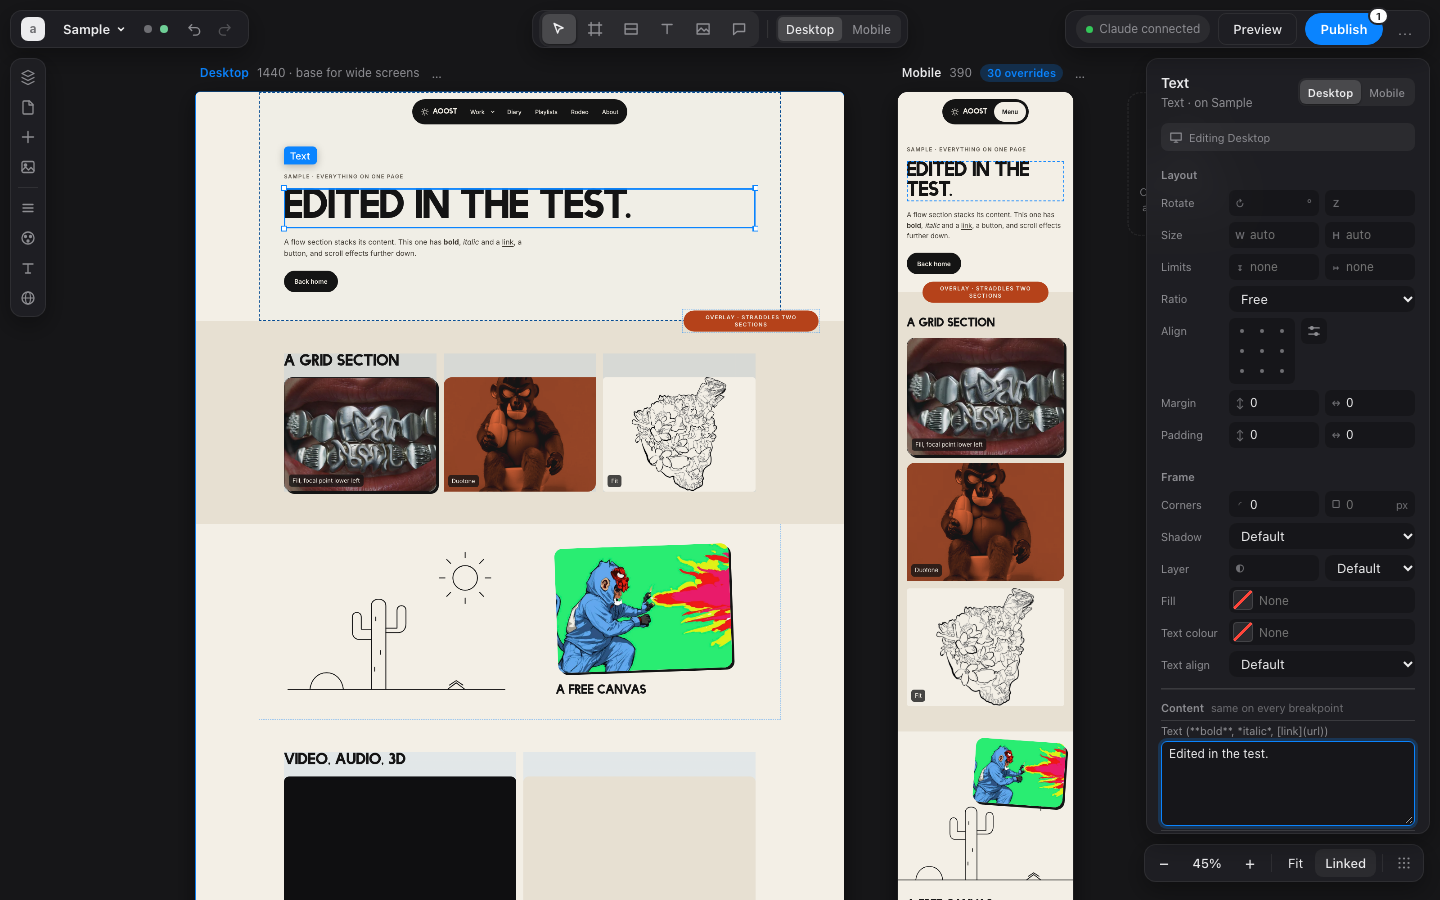 a
Sample
Desktop
Mobile
Claude connected
Preview
Publish
1
...
Desktop
1440 · base for wide screens
...
Mobile
390
30 overrides
...
AOOST
Work
Diary
Playlists
Rodeo
About
Text
SAMPLE · EVERYTHING ON ONE PAGE
EDITED IN THE TEST.
A flow section stacks its content. This one has bold, italic and a link, a
button, and scroll effects further down.
Back home
OVERLAY · STRADDLES TWO
SECTIONS
A GRID SECTION
Fill, focal point lower left
Duotone
Fit
A FREE CANVAS
VIDEO, AUDIO, 3D
AOOST
Menu
SAMPLE · EVERYTHING ON ONE PAGE
EDITED IN THE
TEST.
A flow section stacks its content. This one has
bold, italic and a link, a button, and scroll effects
further down.
Back home
OVERLAY · STRADDLES TWO
SECTIONS
A GRID SECTION
Fill, focal point lower left
Duotone
Fit
Text
Text · on Sample
Desktop
Mobile
Editing Desktop
Layout
Rotate
°
Z
Size
W auto
H auto
Limits
none
none
Ratio
Free
Align
Margin
0
0
Padding
0
0
Frame
Corners
0
0
px
Shadow
Default
Layer
Default
Fill
None
Text colour
None
Text align
Default
Content same on every breakpoint
Text (**bold**, *italic*, [link](url))
Edited in the test.
−
45%
+
Fit
Linked